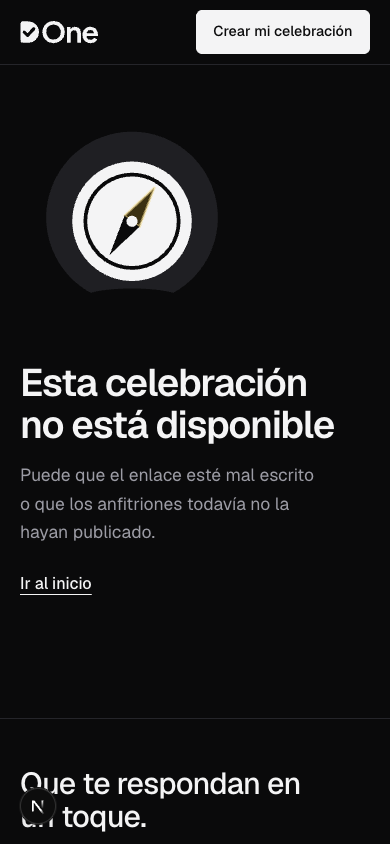 One
Crear mi celebración
Esta celebración
no está disponible
Puede que el enlace esté mal escrito
o que los anfitriones todavía no la
hayan publicado.
Ir al inicio
Que te respondan en
un toque.
N